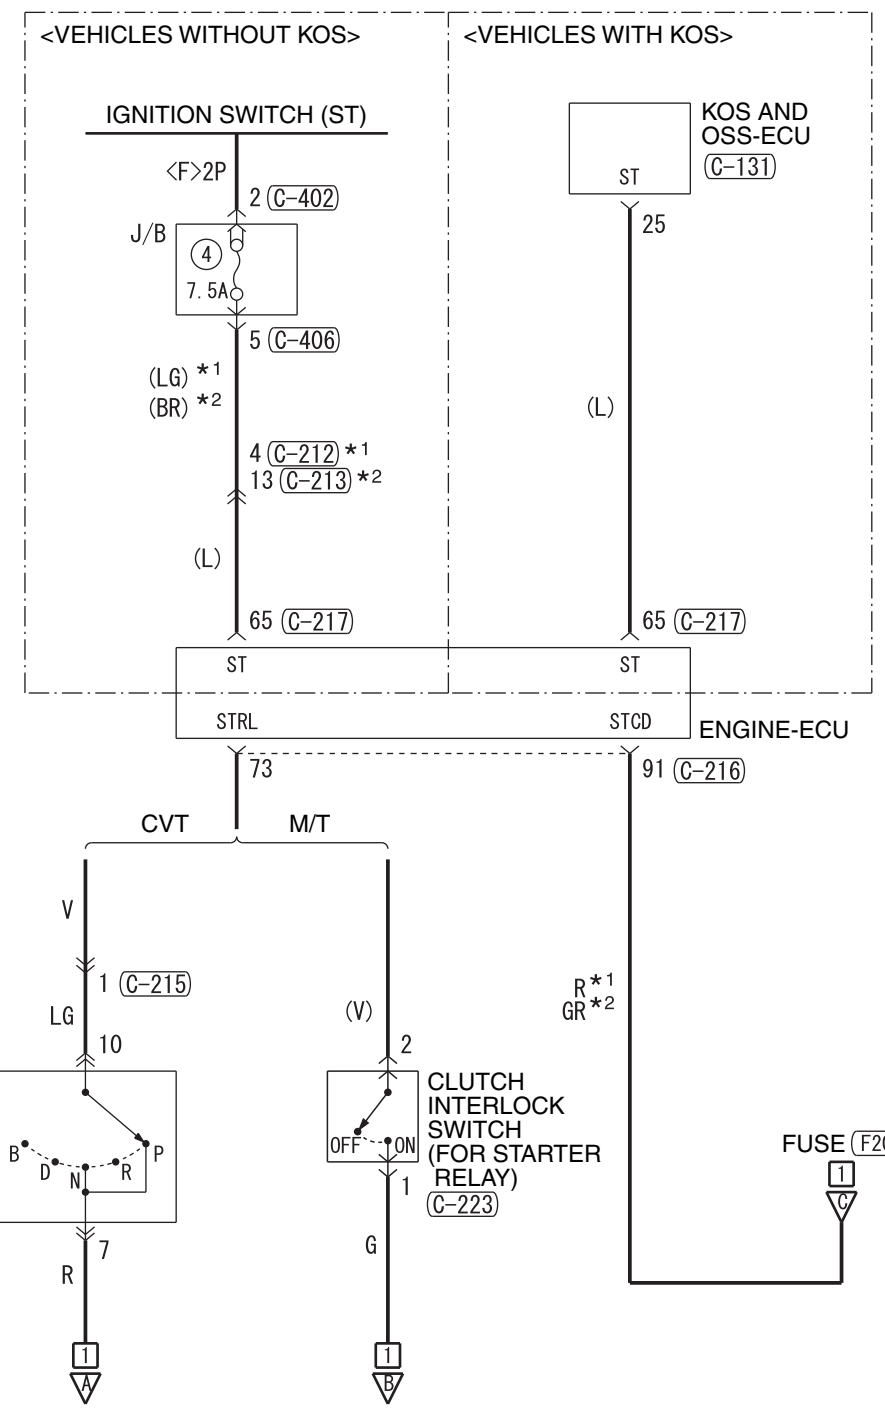 <VEHICLES WITHOUT KOS>
<VEHICLES WITH KOS>
IGNITION SWITCH (ST)
KOS AND
OSS-ECU
C-131
<F>2P
2 C-402
ST
25
J/B
4
7.5A
5 C-406
(LG) *1
(BR) *2
(L)
4 C-212 *1
13 C-213 *2
(L)
65 C-217
65 C-217
ST
ST
STRL
STCD
ENGINE-ECU
73
91 C-216
CVT
M/T
V
1 C-215
LG
10
(V)
2
R*1
GR*2
CLUTCH
INTERLOCK
SWITCH
(FOR STARTER
RELAY)
C-223
OFF
ON
B
D
N
R
P
1
7
R
G
FUSE
1
C
1
A
1
B